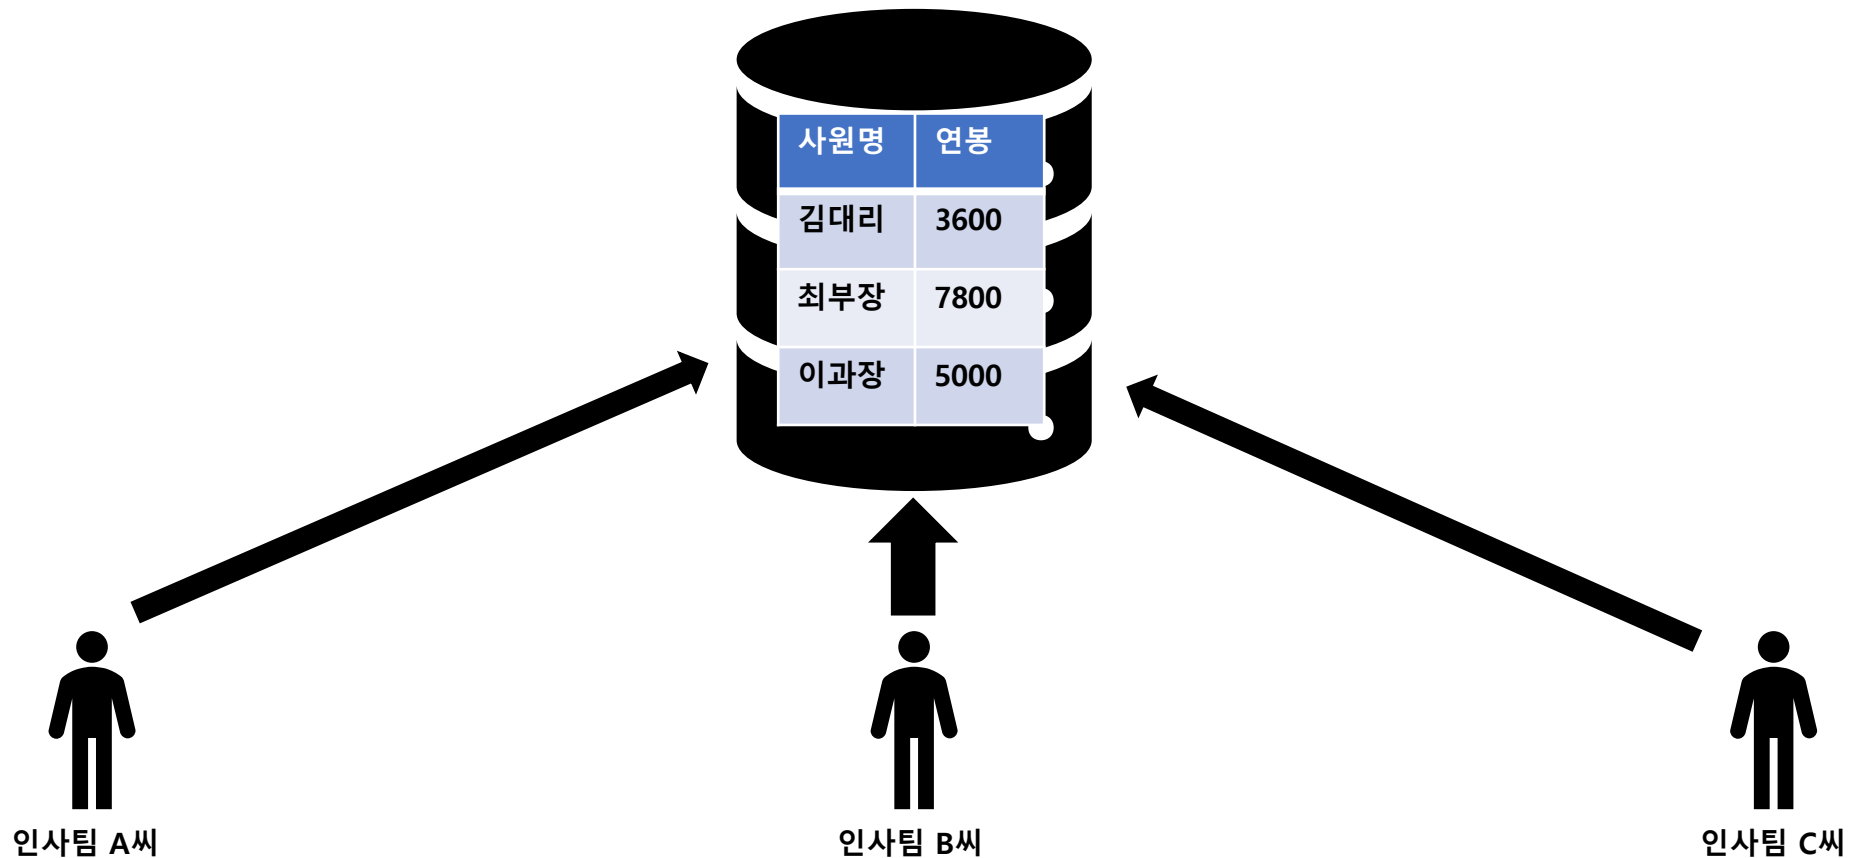 사원명 연봉
김대리 3600
최부장 7800
이과장 5000
인사팀 A씨
인사팀 B씨
인사팀 C씨